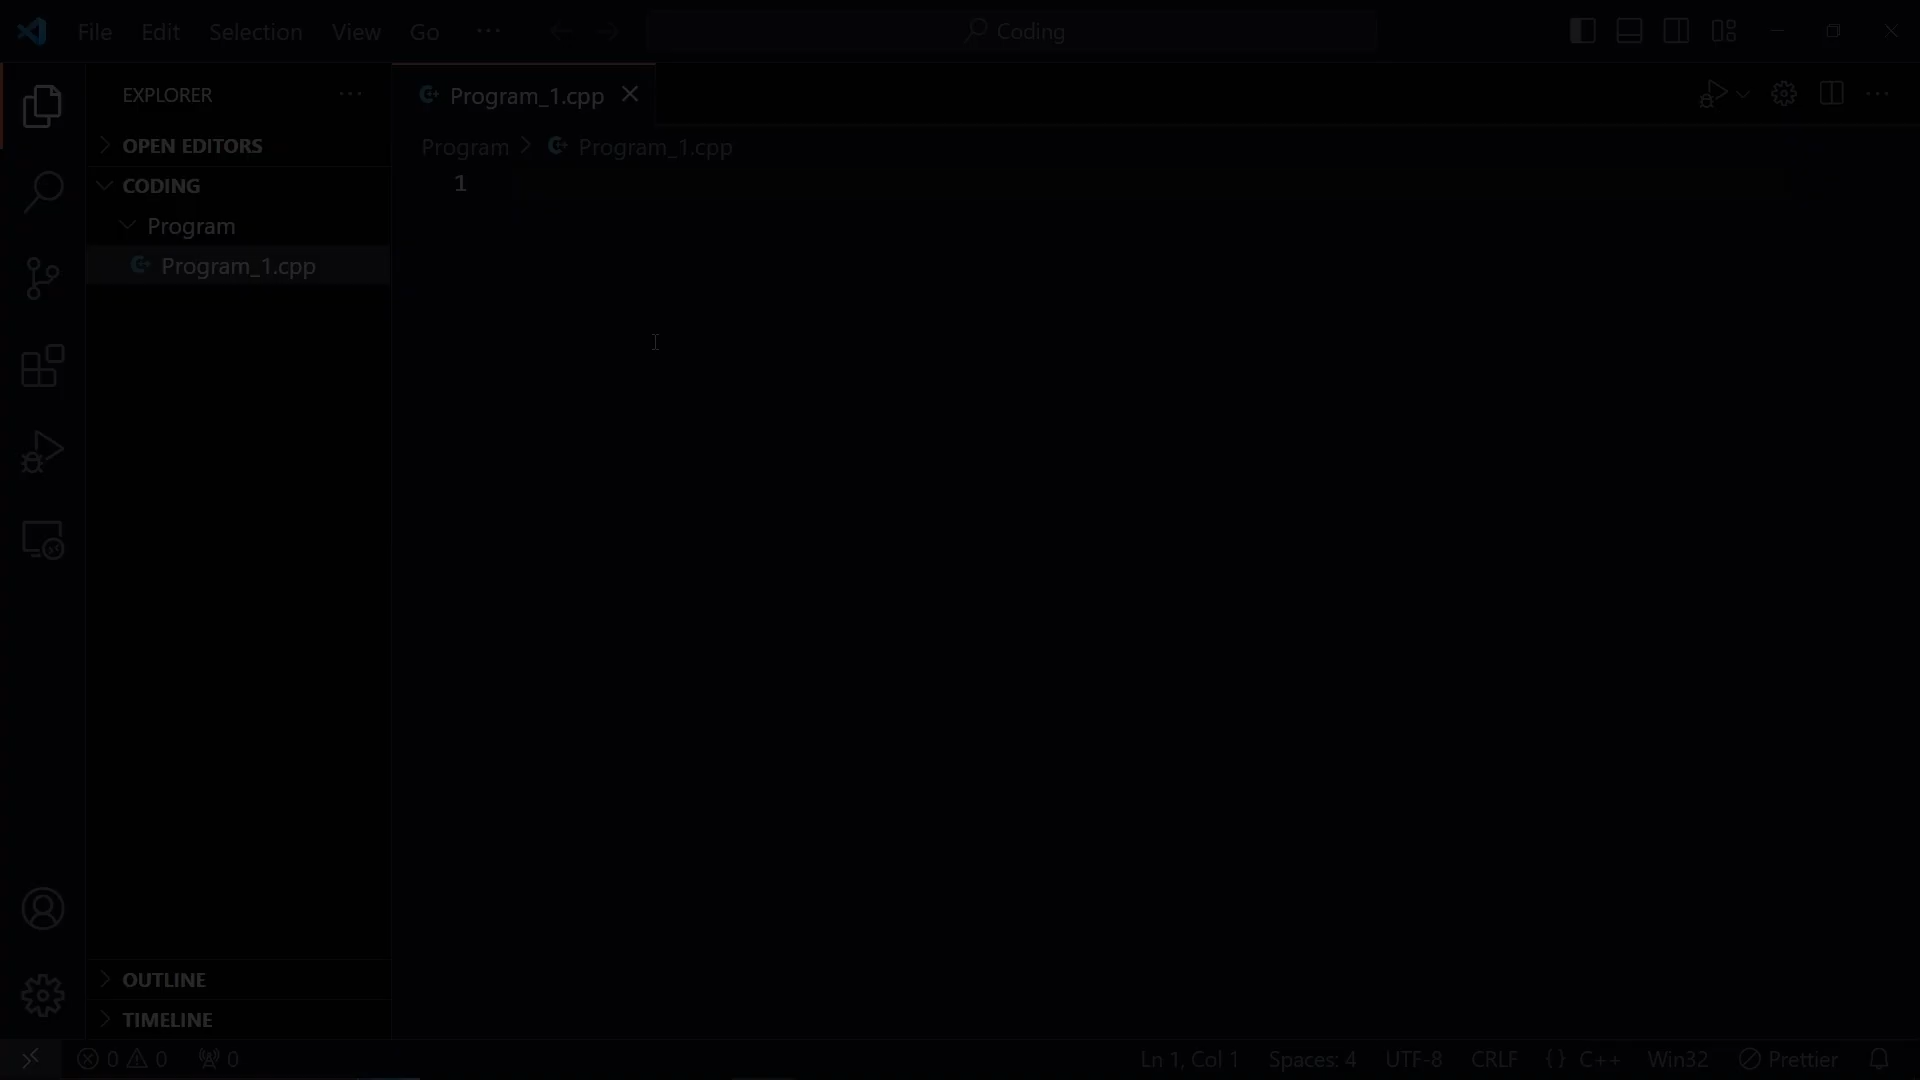 File Edit Selection View Go ··· Coding
EXPLORER ···
Program_1.cpp
OPEN EDITORS
Program > Program_1.cpp
CODING
1
Program
Program_1.cpp
OUTLINE
TIMELINE
0 0 0 Ln 1, Col 1 Spaces: 4 UTF-8 CRLF {} C++ Win32 Prettier